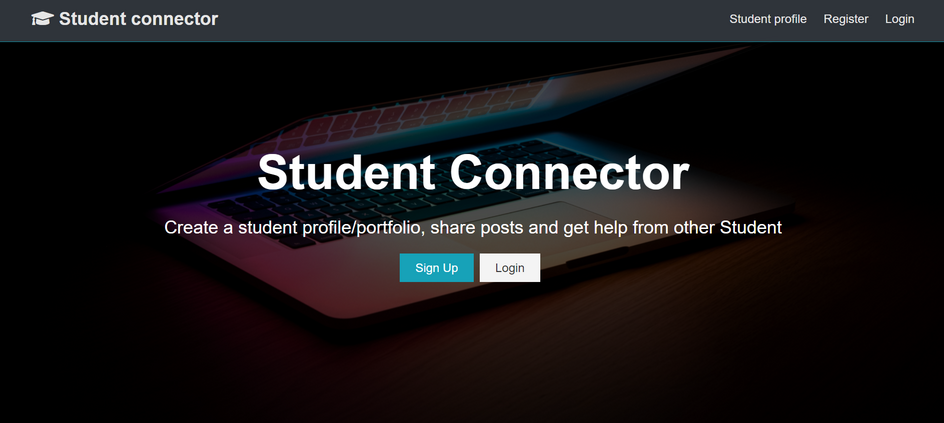 Student connector
Student profile Register Login
Student Connector
Create a student profile/portfolio, share posts and get help from other Student
Sign Up Login